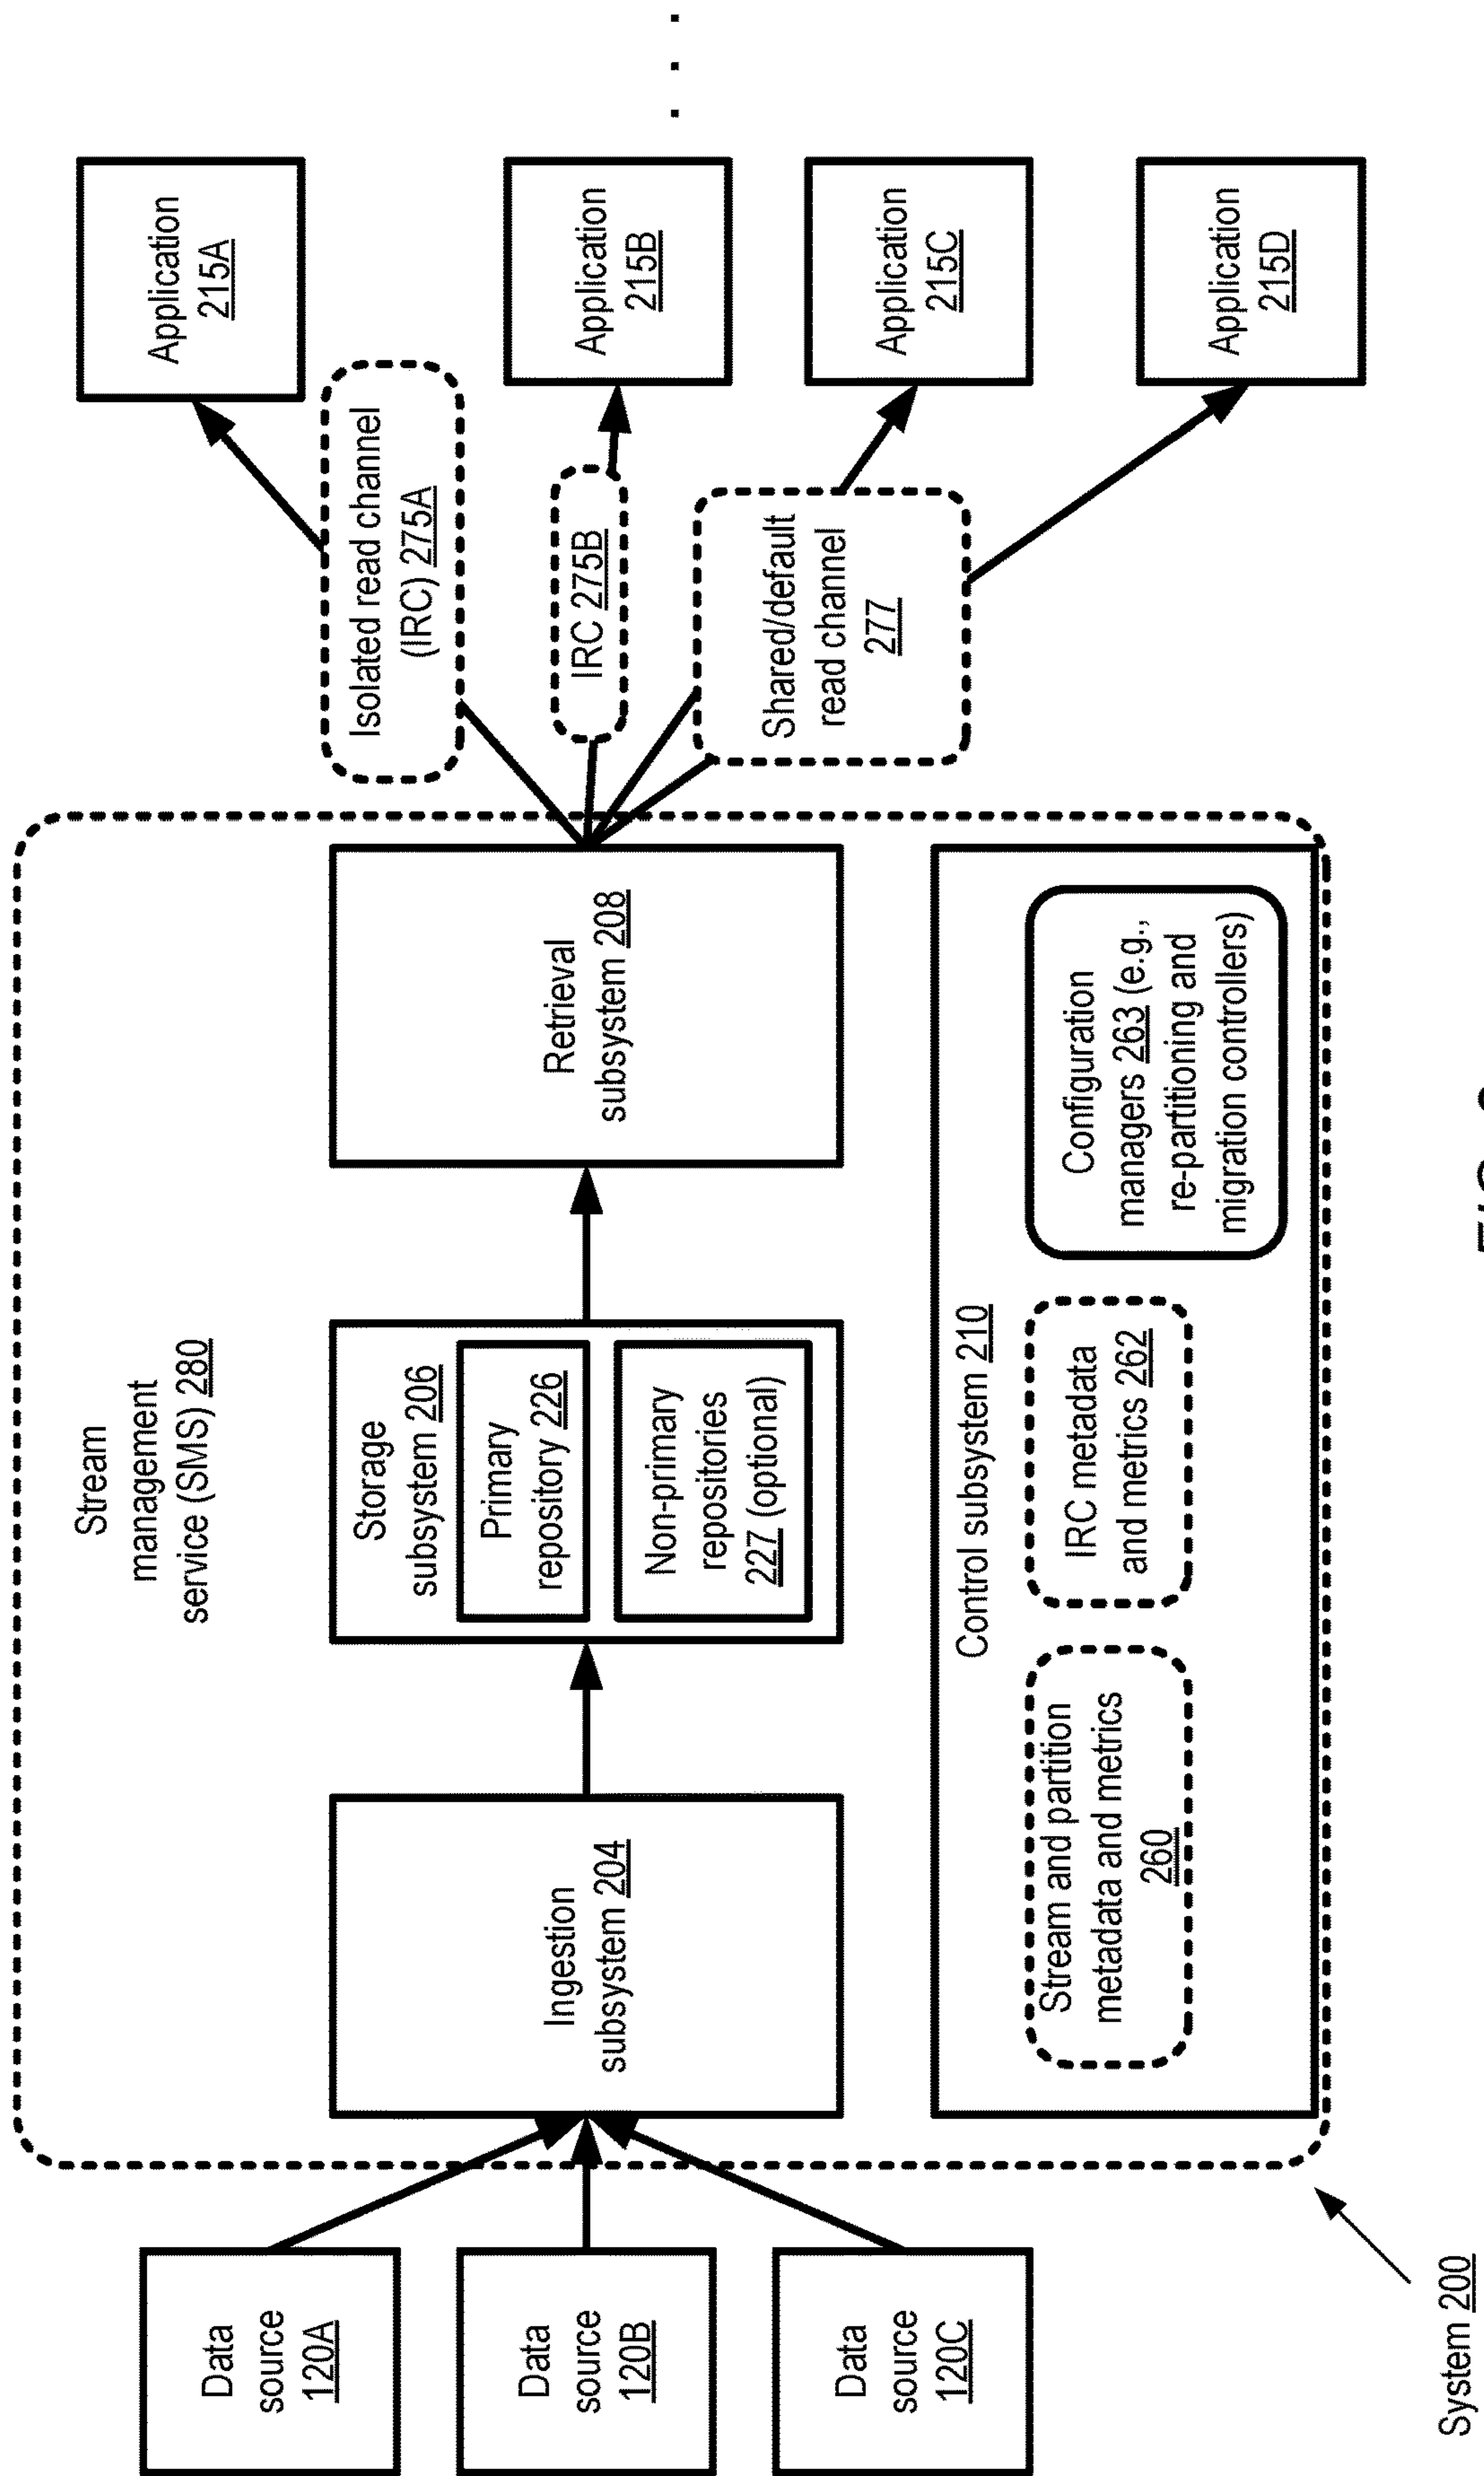 Stream
management
service (SMS) 280
Data
source
120A
Data
source
120B
Data
source
120C
Ingestion
subsystem 204
Storage
subsystem 206
Primary
repository 226
Non-primary
repositories
227 (optional)
Retrieval
subsystem 208
Isolated read channel
(IRC) 275A
IRC 275B
Shared/default
read channel
277
Application
215A
Application
215B
Application
215C
Application
215D
. . .
Control subsystem 210
Stream and partition
metadata and metrics
260
IRC metadata
and metrics 262
Configuration
managers 263 (e.g.,
re-partitioning and
migration controllers)
System 200